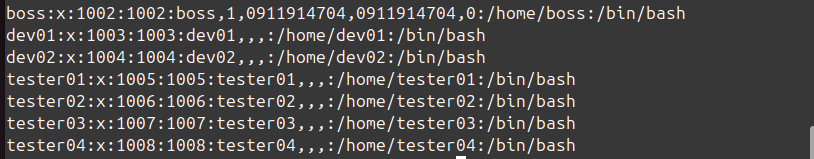 boss:x:1002:1002:boss,1,0911914704,0911914704,0:/home/boss:/bin/bash
dev01:x:1003:1003:dev01,,,:/home/dev01:/bin/bash
dev02:x:1004:1004:dev02,,,:/home/dev02:/bin/bash
tester01:x:1005:1005:tester01,,,:/home/tester01:/bin/bash
tester02:x:1006:1006:tester02,,,:/home/tester02:/bin/bash
tester03:x:1007:1007:tester03,,,:/home/tester03:/bin/bash
tester04:x:1008:1008:tester04,,,:/home/tester04:/bin/bash